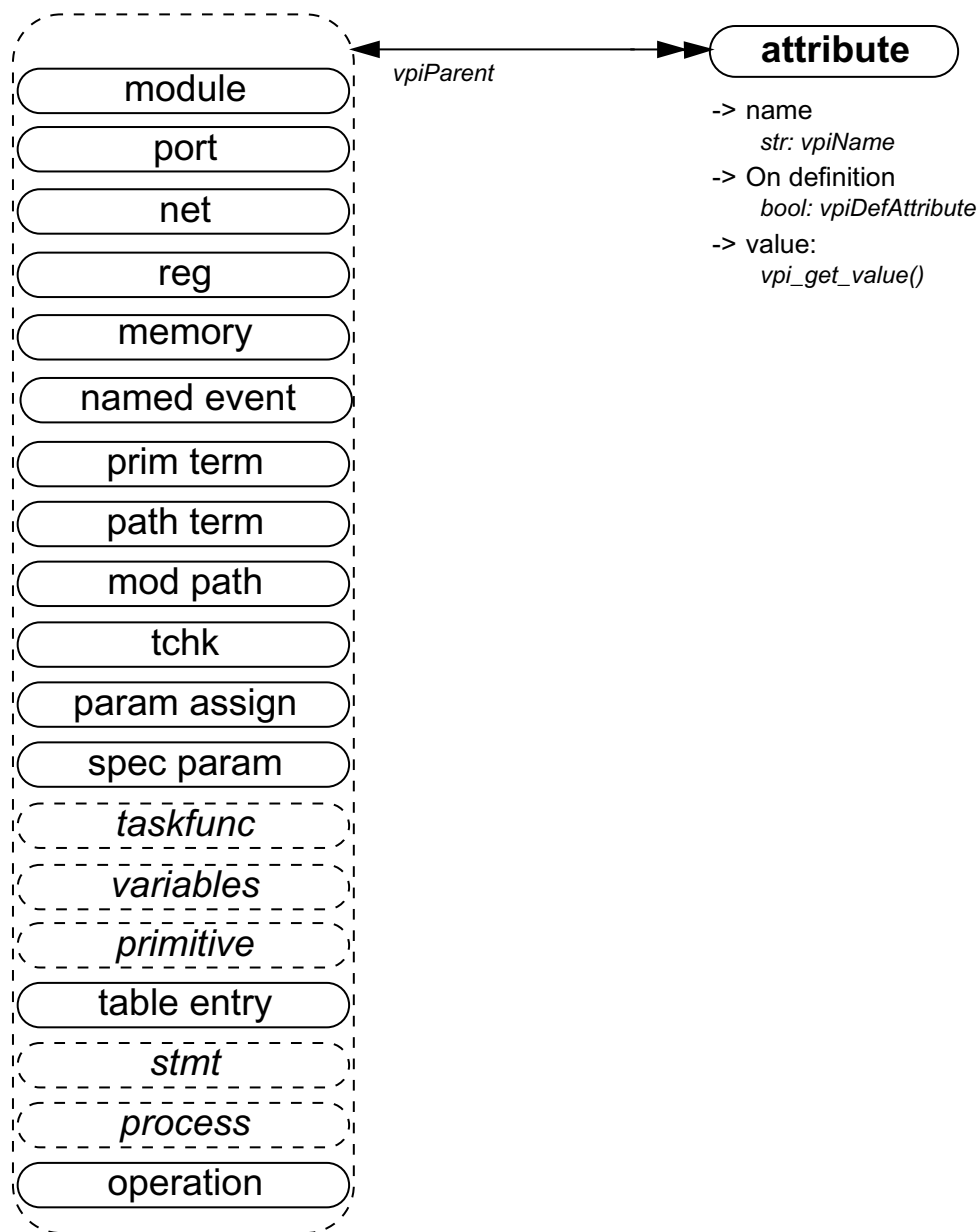 module
port
net
reg
memory
named event
prim term
path term
mod path
tchk
param assign
spec param
taskfunc
variables
primitive
table entry
stmt
process
operation
vpiParent
attribute
-> name
str: vpiName
-> On definition
bool: vpiDefAttribute
-> value:
vpi_get_value()